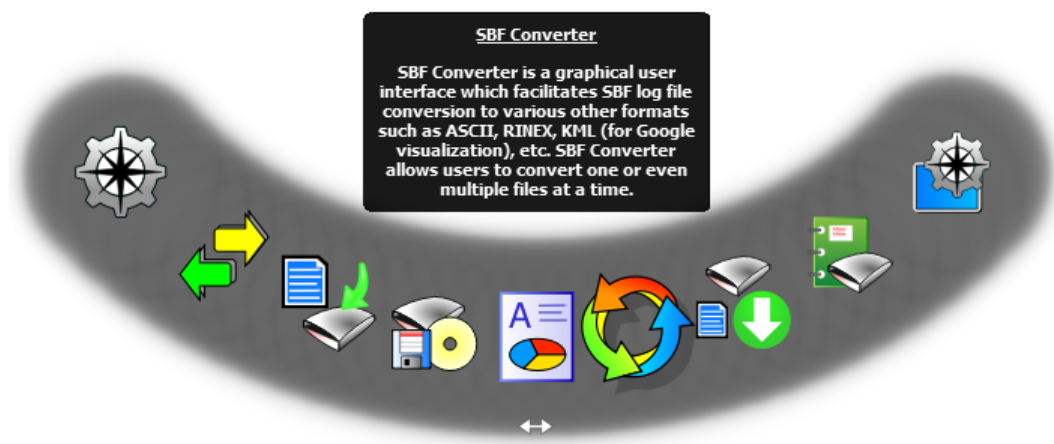 SBF Converter
SBF Converter is a graphical user
interface which facilitates SBF log file
conversion to various other formats
such as ASCII, RINEX, KML (for Google
visualization), etc. SBF Converter
allows users to convert one or even
multiple files at a time.
A